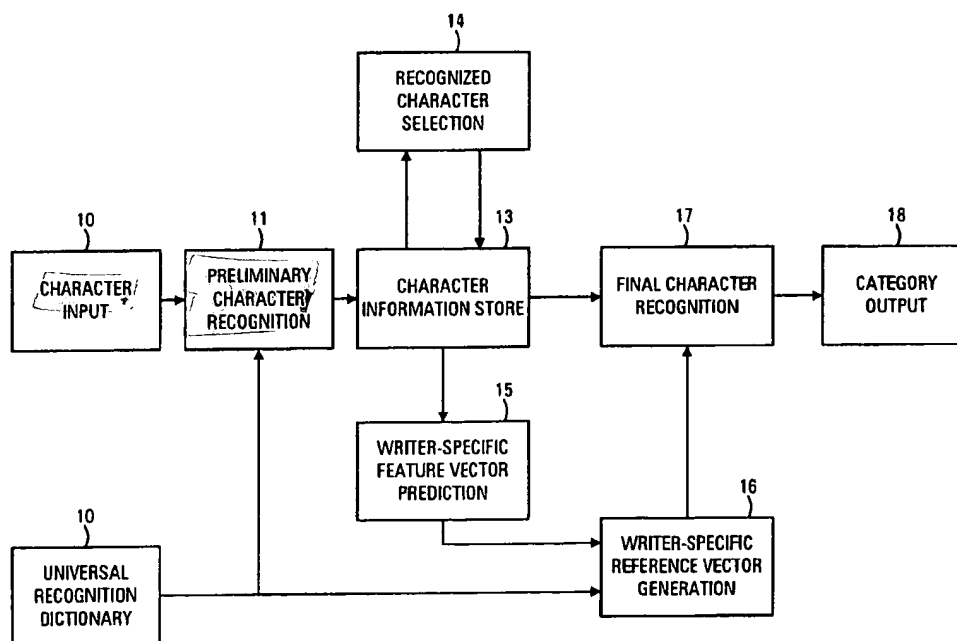 14
RECOGNIZED
CHARACTER
SELECTION
10
CHARACTER
INPUT
11
PRELIMINARY
CHARACTER
RECOGNITION
13
CHARACTER
INFORMATION STORE
17
FINAL CHARACTER
RECOGNITION
18
CATEGORY
OUTPUT
15
WRITER-SPECIFIC
FEATURE VECTOR
PREDICTION
10
UNIVERSAL
RECOGNITION
DICTIONARY
16
WRITER-SPECIFIC
REFERENCE VECTOR
GENERATION